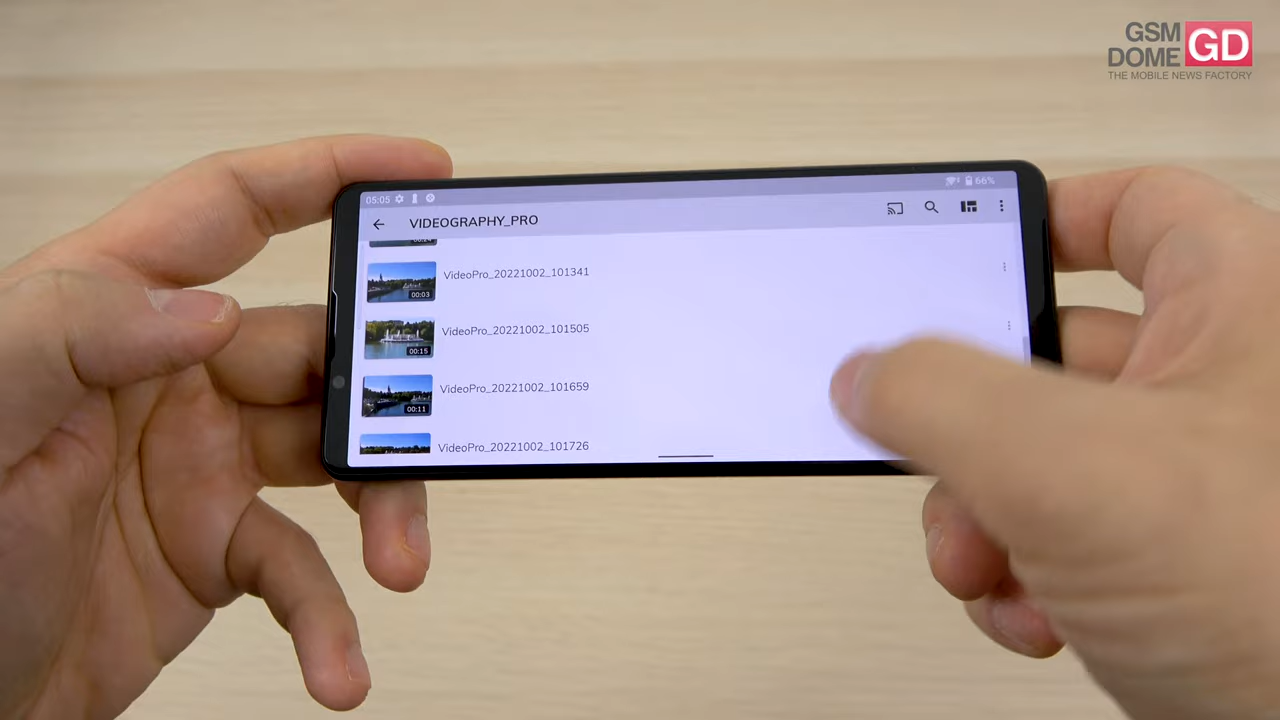 GSM
DOME GD
THE MOBILE NEWS FACTORY
05:05 66%
VIDEOGRAPHY_PRO
VideoPro_20221002_101341
00:03
VideoPro_20221002_101505
00:15
VideoPro_20221002_101659
00:11
VideoPro_20221002_101726